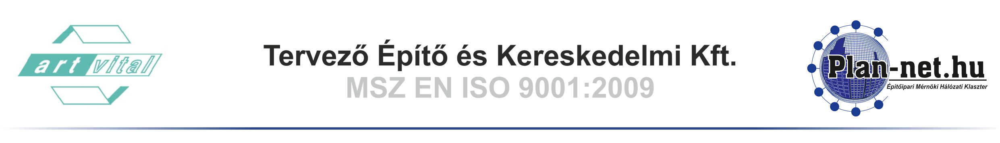 art vital
Tervező Építő és Kereskedelmi Kft.
MSZ EN ISO 9001:2009
Plan-net.hu
Építőipari Mérnöki Hálózati Klaszter